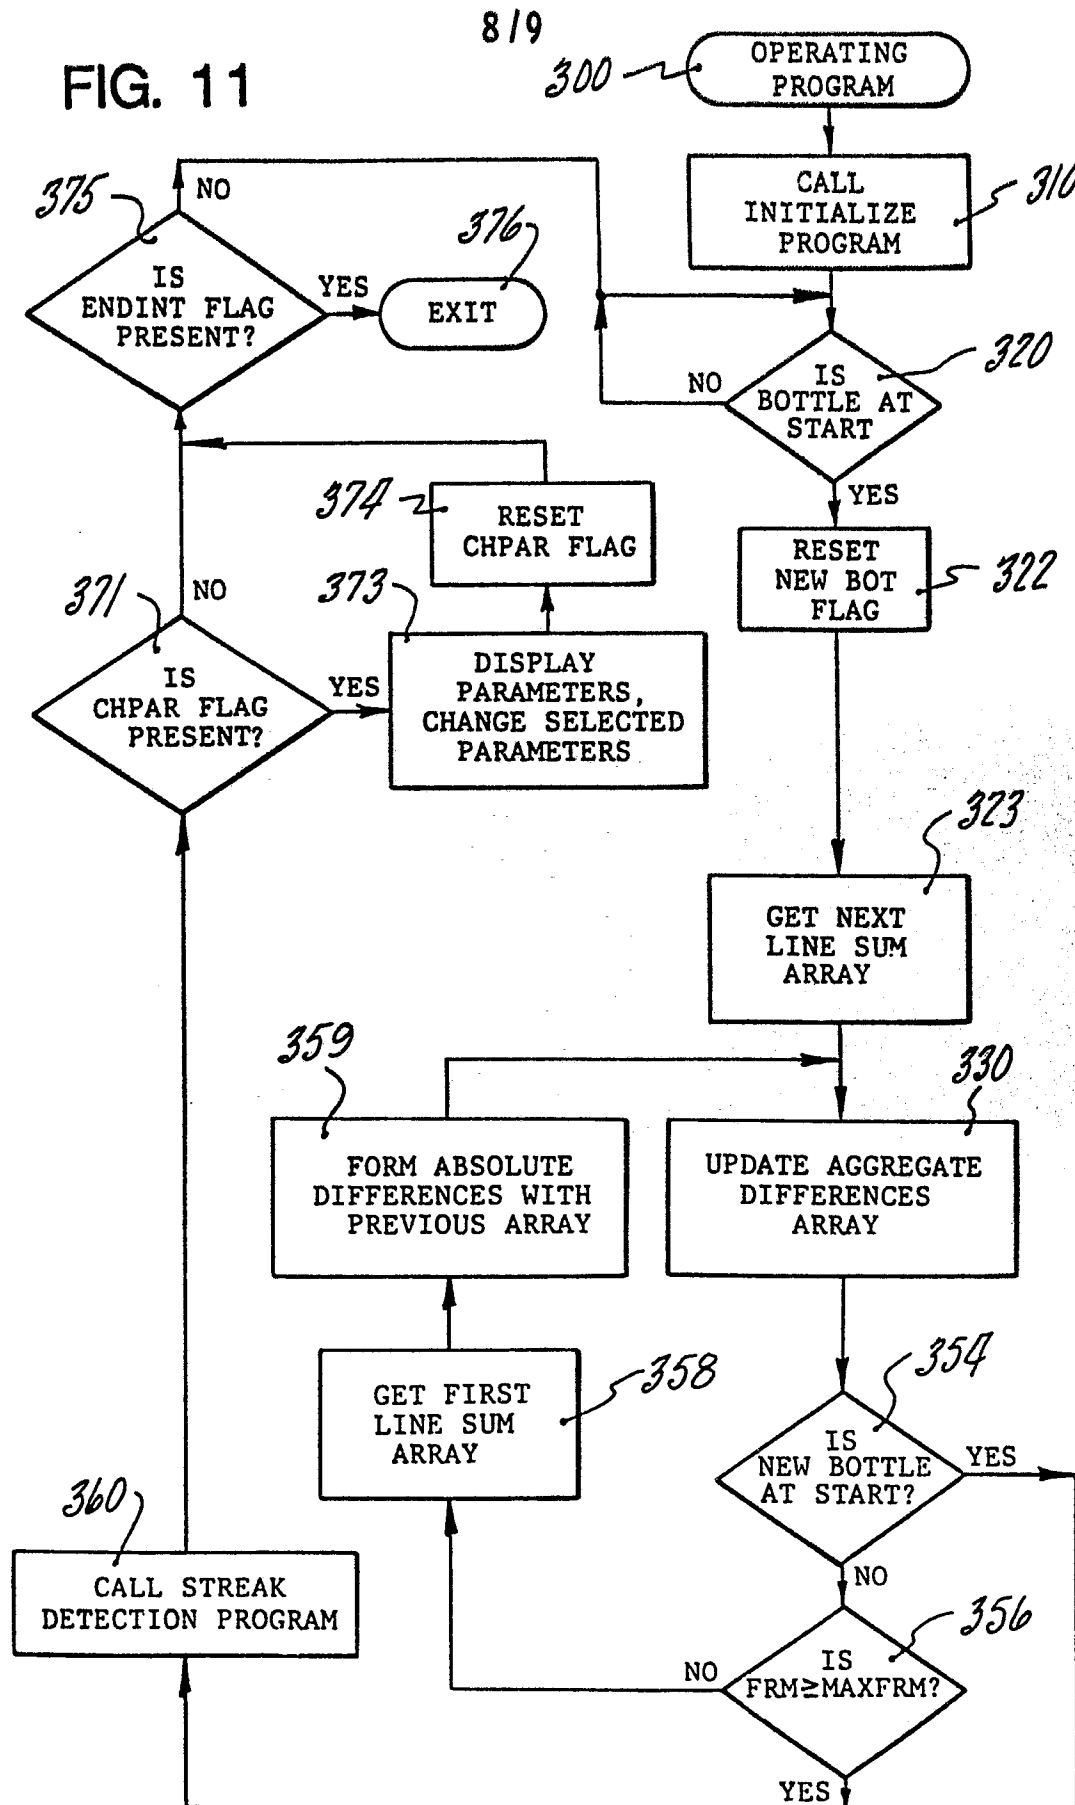 8/9
FIG. 11
300
OPERATING
PROGRAM
CALL
INITIALIZE
PROGRAM
310
375
NO
IS
ENDINT FLAG
PRESENT?
YES
376
EXIT
320
NO
IS
BOTTLE AT
START
YES
374
RESET
CHPAR FLAG
RESET
NEW BOT
FLAG
322
371
NO
IS
CHPAR FLAG
PRESENT?
YES
373
DISPLAY
PARAMETERS,
CHANGE SELECTED
PARAMETERS
323
GET NEXT
LINE SUM
ARRAY
359
FORM ABSOLUTE
DIFFERENCES WITH
PREVIOUS ARRAY
330
UPDATE AGGREGATE
DIFFERENCES
ARRAY
358
GET FIRST
LINE SUM
ARRAY
354
IS
NEW BOTTLE
AT START?
YES
NO
360
CALL STREAK
DETECTION PROGRAM
356
NO
IS
FRM≥MAXFRM?
YES